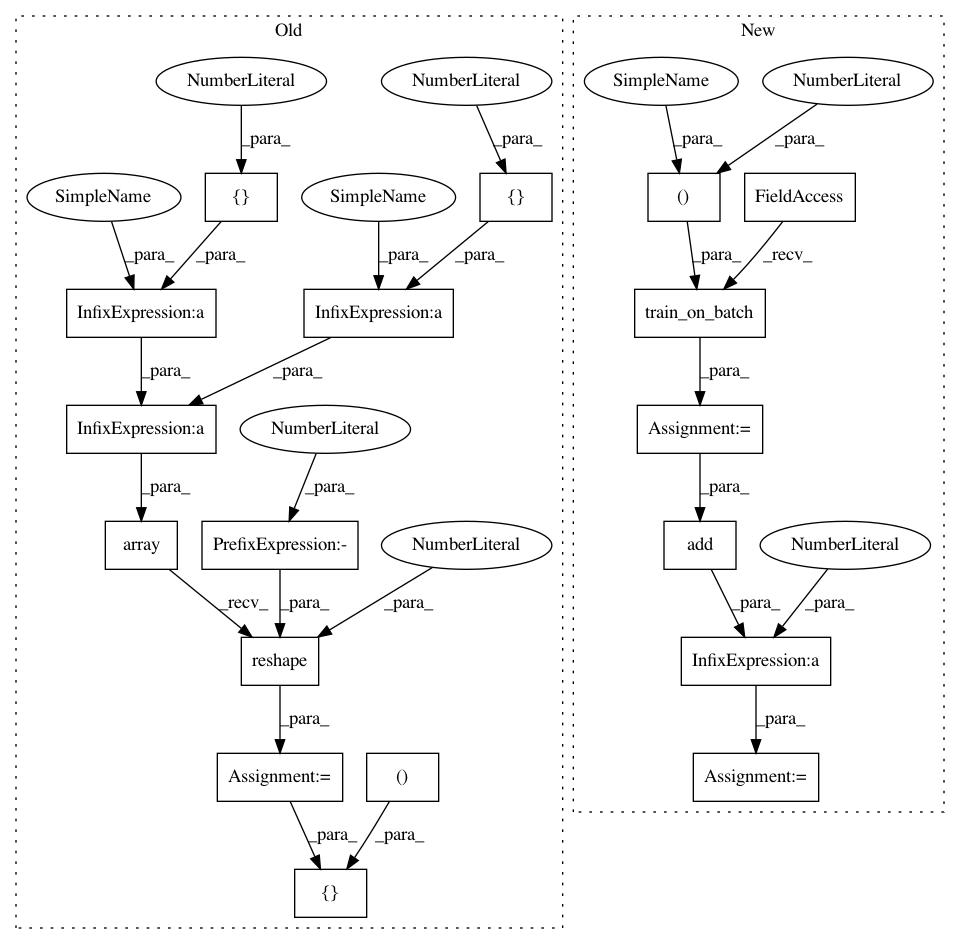 Old
New
NumberLiteral
NumberLiteral
SimpleName
NumberLiteral
_para_
_para_
_para_
_para_
SimpleName
{}
SimpleName
{}
()
FieldAccess
_para_
_para_
_para_
_para_
_para_
_recv_
InfixExpression:a
InfixExpression:a
train_on_batch
_para_
_para_
_para_
InfixExpression:a
NumberLiteral
Assignment:=
_para_
_para_
_para_
array
PrefixExpression:-
NumberLiteral
add
NumberLiteral
_recv_
_para_
_para_
_para_
_para_
reshape
InfixExpression:a
_para_
_para_
Assignment:=
()
Assignment:=
_para_
_para_
{}